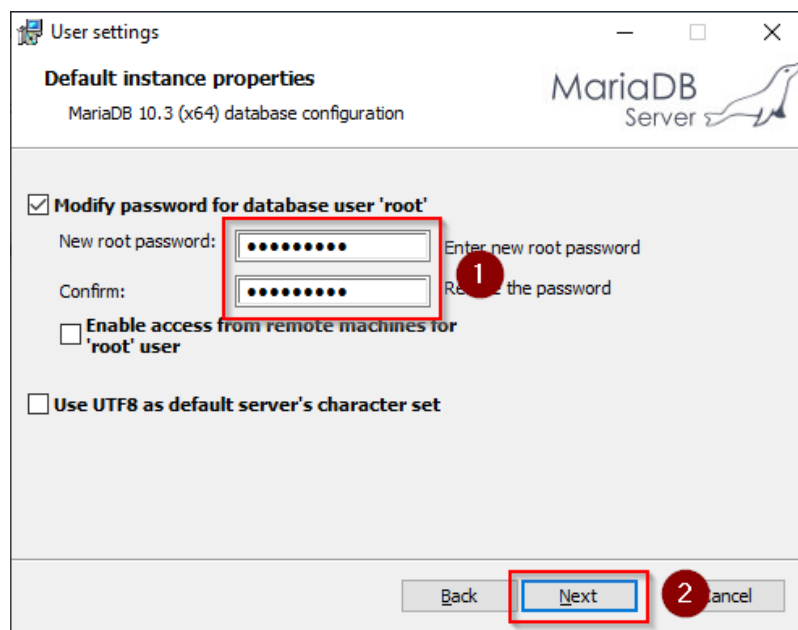 User settings
Default instance properties
MariaDB 10.3 (x64) database configuration
MariaDB
Server
Modify password for database user 'root'
New root password: ●●●●●●●●● Enter new root password
1
Confirm: ●●●●●●●●● the password
Enable access from remote machines for
'root' user
Use UTF8 as default server's character set
Back Next 2 Cancel